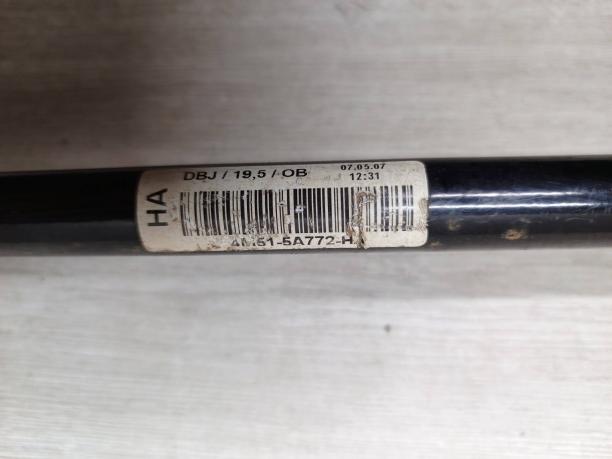 HA
DBJ / 19,5 / OB
07.05.07
12:31
4M51-5A772-H